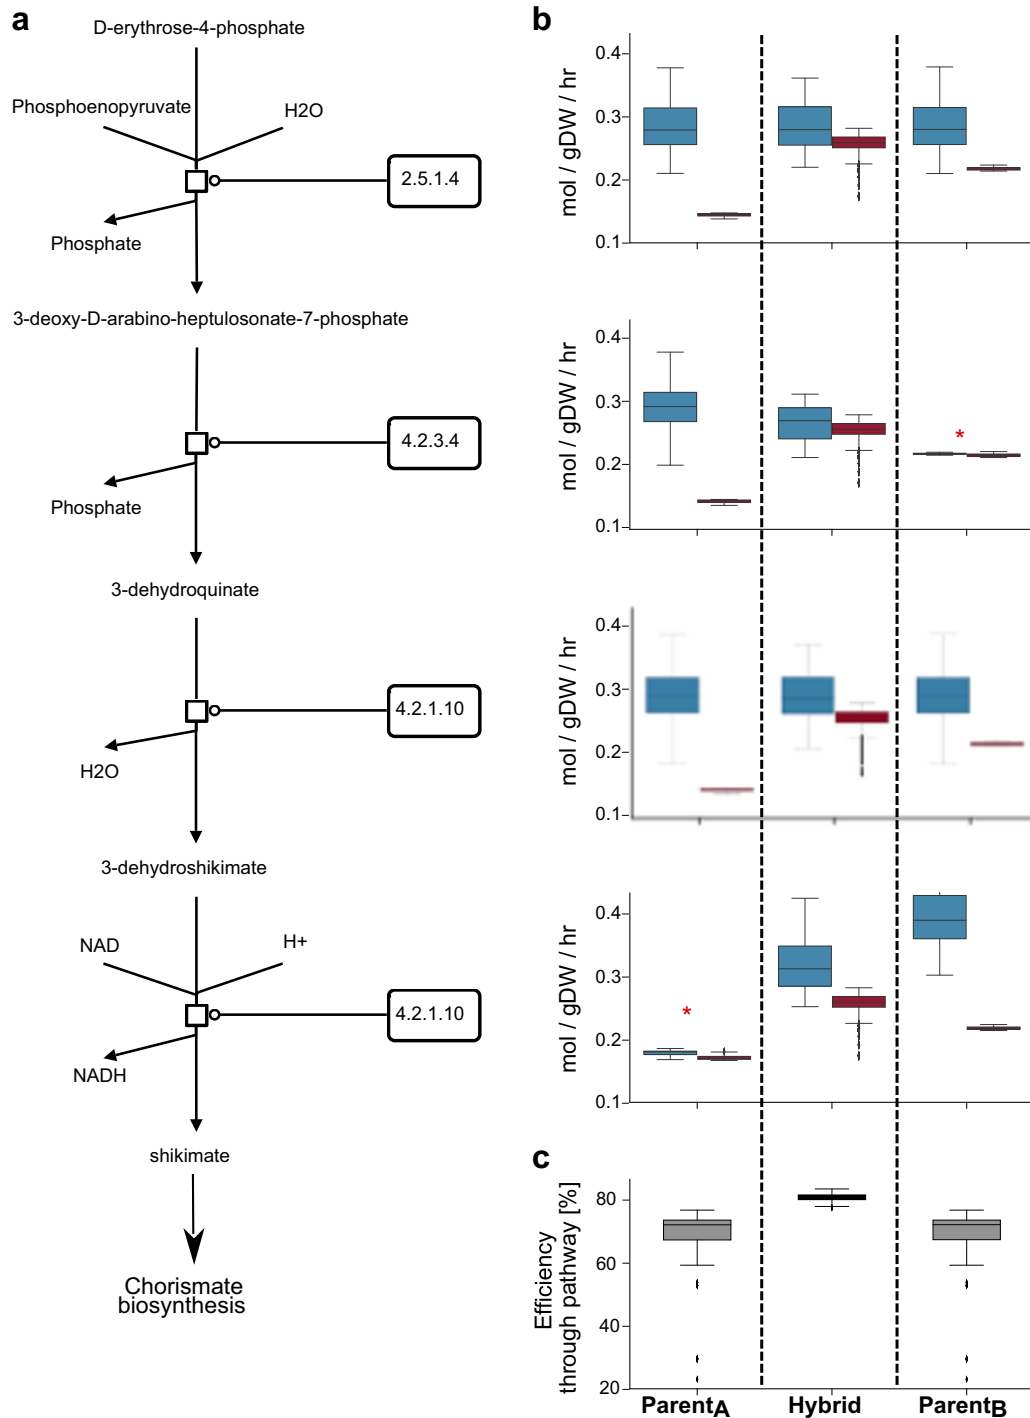 a
D-erythrose-4-phosphate
Phosphoenopyruvate
H2O
2.5.1.4
Phosphate
3-deoxy-D-arabino-heptulosonate-7-phosphate
4.2.3.4
Phosphate
3-dehydroquinate
4.2.1.10
H2O
3-dehydroshikimate
NAD
H+
4.2.1.10
NADH
shikimate
Chorismate
biosynthesis
b
mol / gDW / hr
0.4
0.3
0.2
0.1
mol / gDW / hr
0.4
0.3
0.2
0.1
*
mol / gDW / hr
0.4
0.3
0.2
0.1
mol / gDW / hr
0.4
0.3
0.2
0.1
*
c
Efficiency
through pathway [%]
80
60
40
20
ParentA
Hybrid
ParentB